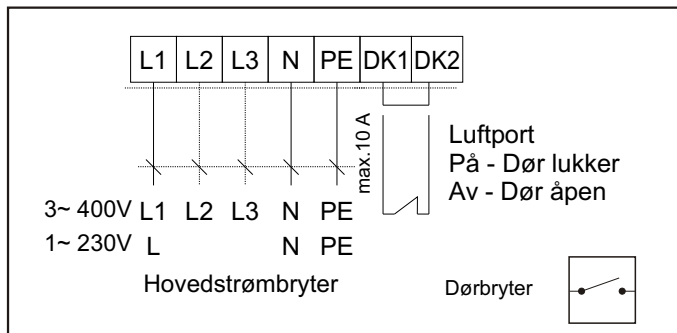 L1 L2 L3 N PE DK1 DK2
max.10 A
Luftport
På - Dør lukker
Av - Dør åpen
3~ 400V L1 L2 L3 N PE
1~ 230V L N PE
Hovedstrømbryter
Dørbryter